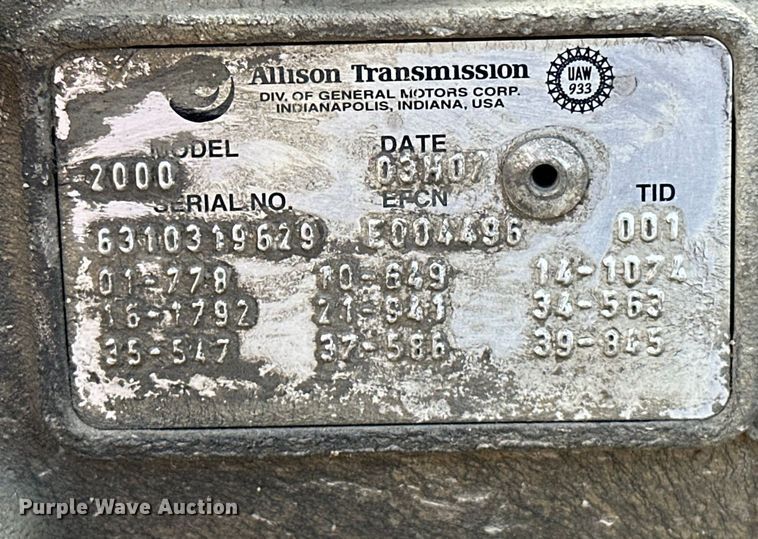 Allison Transmission
DIV. OF GENERAL MOTORS CORP.
INDIANAPOLIS, INDIANA, USA
UAW
933
MODEL DATE
2000 03H07
SERIAL NO. EFCN TID
6310319629 E004496 001
01-778 10-649 14-1074
16-1792 21-941 34-563
35-547 37-586 39-845
Purple Wave Auction